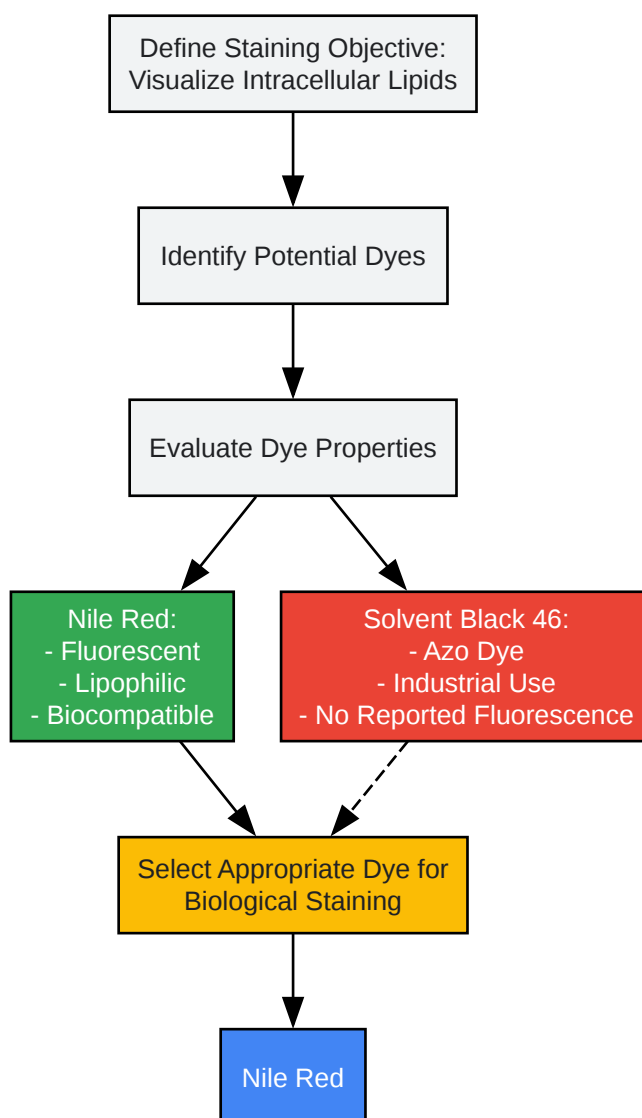 Define Staining Objective:
Visualize Intracellular Lipids
Identify Potential Dyes
Evaluate Dye Properties
Nile Red:
- Fluorescent
- Lipophilic
- Biocompatible
Solvent Black 46:
- Azo Dye
- Industrial Use
- No Reported Fluorescence
Select Appropriate Dye for
Biological Staining
Nile Red